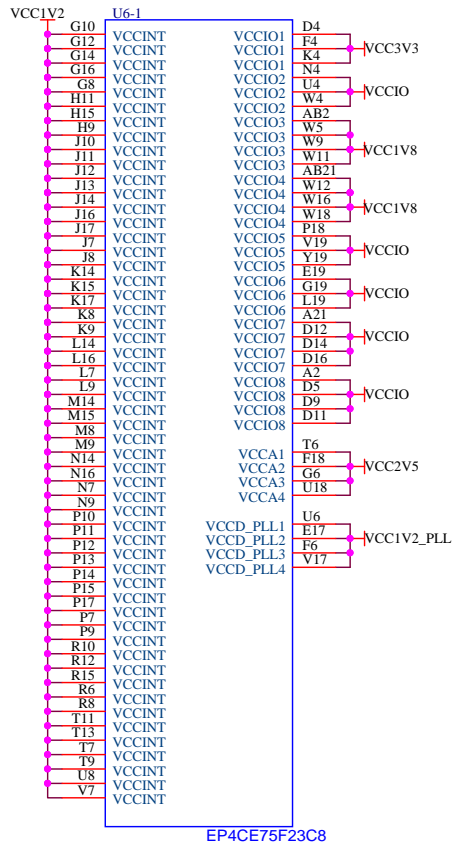 VCC1V2 U6-1
G10 VCCINT VCCIO1 D4
G12 VCCINT VCCIO1 F4 VCC3V3
G14 VCCINT VCCIO1 K4
G16 VCCINT VCCIO2 N4
G8 VCCINT VCCIO2 U4 VCCIO
H11 VCCINT VCCIO2 W4
H15 VCCINT VCCIO3 AB2
H9 VCCINT VCCIO3 W5
J10 VCCINT VCCIO3 W9 VCC1V8
J11 VCCINT VCCIO3 W11
J12 VCCINT VCCIO4 AB21
J13 VCCINT VCCIO4 W12
J14 VCCINT VCCIO4 W16 VCC1V8
J16 VCCINT VCCIO4 W18
J17 VCCINT VCCIO5 P18
J7 VCCINT VCCIO5 V19 VCCIO
J8 VCCINT VCCIO5 Y19
K14 VCCINT VCCIO6 E19
K15 VCCINT VCCIO6 G19 VCCIO
K17 VCCINT VCCIO6 L19
K8 VCCINT VCCIO7 A21
K9 VCCINT VCCIO7 D12 VCCIO
L14 VCCINT VCCIO7 D14
L16 VCCINT VCCIO7 D16
L7 VCCINT VCCIO8 A2
L9 VCCINT VCCIO8 D5 VCCIO
M14 VCCINT VCCIO8 D9
M15 VCCINT VCCIO8 D11
M8 VCCINT
M9 VCCINT VCCA1 T6
N14 VCCINT VCCA2 F18 VCC2V5
N16 VCCINT VCCA3 G6
N7 VCCINT VCCA4 U18
N9 VCCINT
P10 VCCINT VCCD_PLL1 U6
P11 VCCINT VCCD_PLL2 E17 VCC1V2_PLL
P12 VCCINT VCCD_PLL3 F6
P13 VCCINT VCCD_PLL4 V17
P14 VCCINT
P15 VCCINT
P17 VCCINT
P7 VCCINT
P9 VCCINT
R10 VCCINT
R12 VCCINT
R15 VCCINT
R6 VCCINT
R8 VCCINT
T11 VCCINT
T13 VCCINT
T7 VCCINT
T9 VCCINT
U8 VCCINT
V7 VCCINT
EP4CE75F23C8